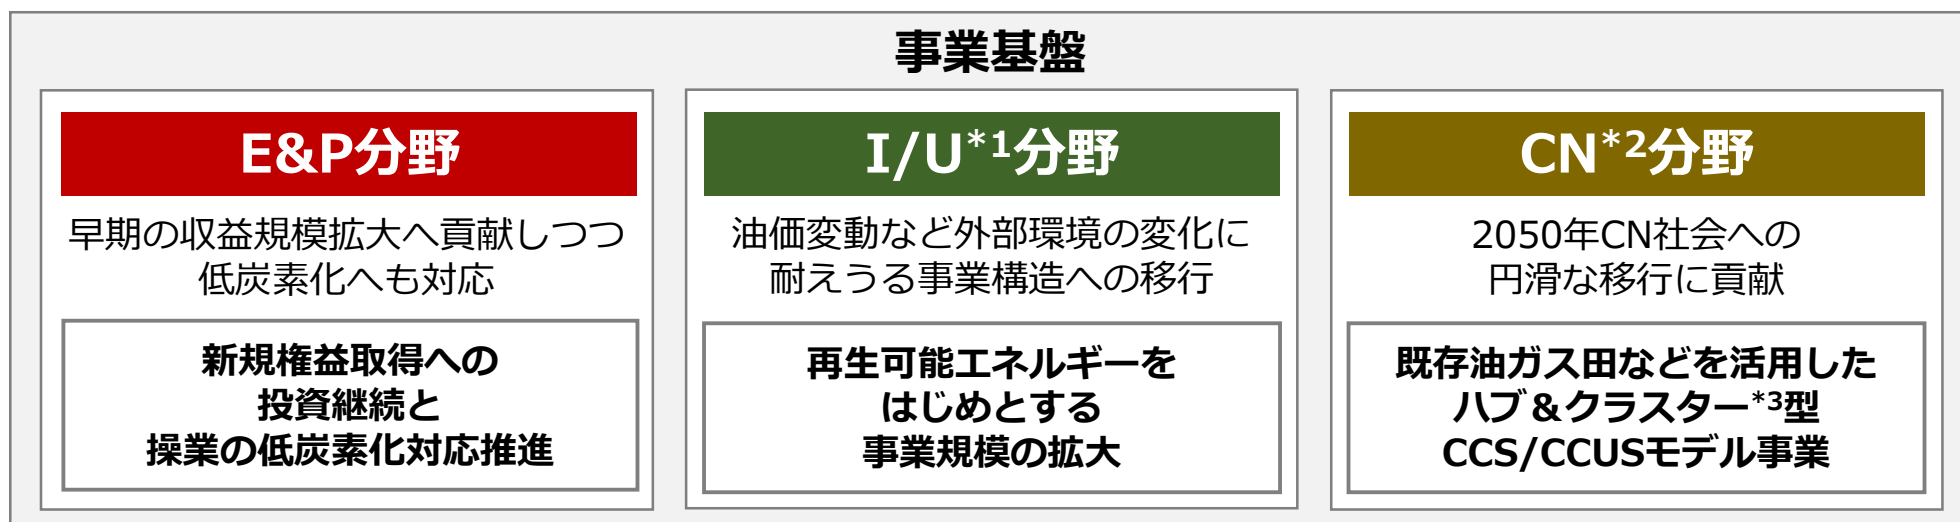 事業基盤
E&P分野
早期の収益規模拡大へ貢献しつつ
低炭素化へも対応
新規権益取得への
投資継続と
操業の低炭素化対応推進
I/U*1分野
油価変動など外部環境の変化に
耐えうる事業構造への移行
再生可能エネルギーを
はじめとする
事業規模の拡大
CN*2分野
2050年CN社会への
円滑な移行に貢献
既存油ガス田などを活用した
ハブ&クラスター*3型
CCS/CCUSモデル事業